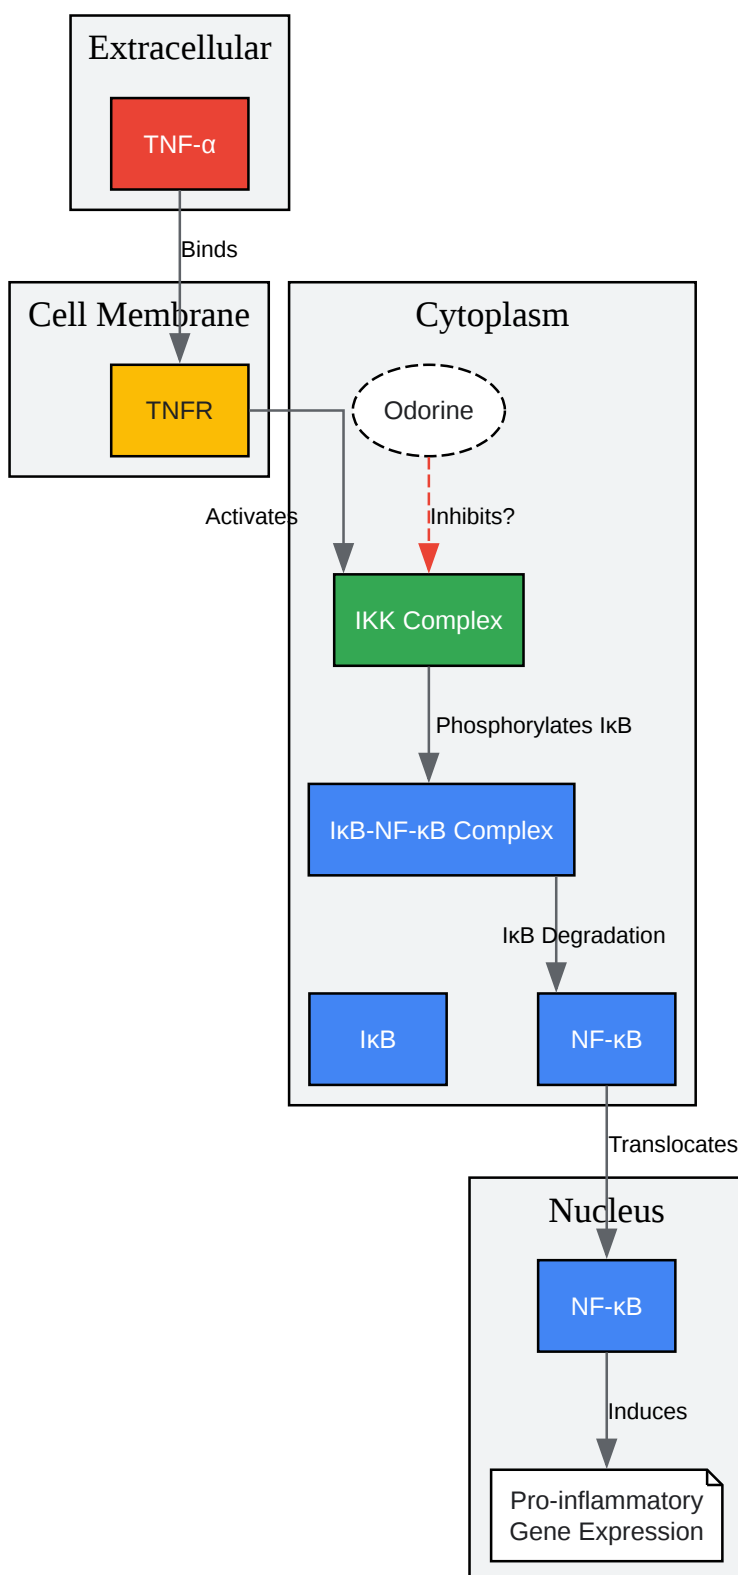 Extracellular
TNF-α
Binds
Cell Membrane
Cytoplasm
TNFR
Odorine
Activates
Inhibits?
IKK Complex
Phosphorylates IκB
IκB-NF-κB Complex
IκB Degradation
IκB
NF-κB
Translocates
Nucleus
NF-κB
Induces
Pro-inflammatory
Gene Expression